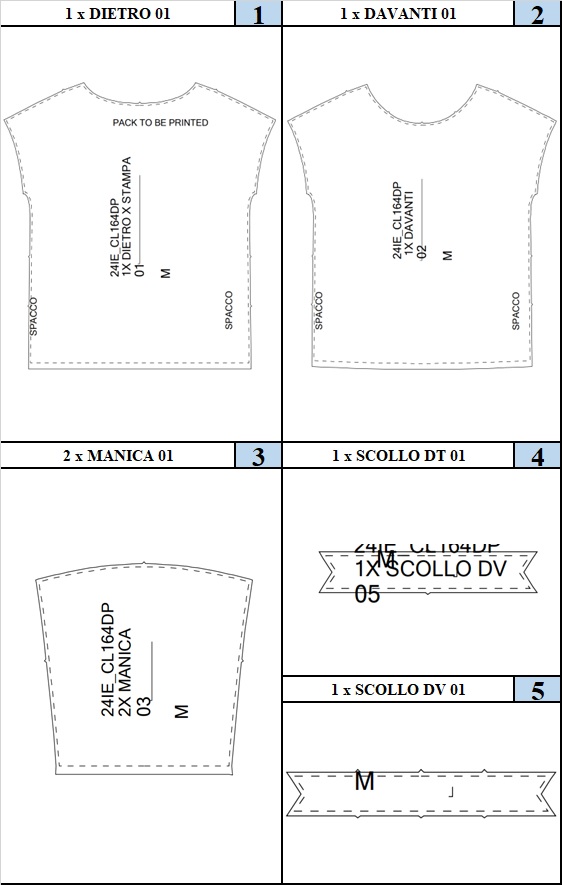 1 x DIETRO 01
1
1 x DAVANTI 01
2
PACK TO BE PRINTED
24IE_CL164DP
1X DIETRO X STAMPA
01
M
SPACCO
SPACCO
24IE_CL164DP
1X DAVANTI
02
M
SPACCO
SPACCO
2 x MANICA 01
3
1 x SCOLLO DT 01
4
24IE_CL164DP
2X MANICA
03
M
24IE_CL164DP
M
1X SCOLLO DV
05
1 x SCOLLO DV 01
5
M